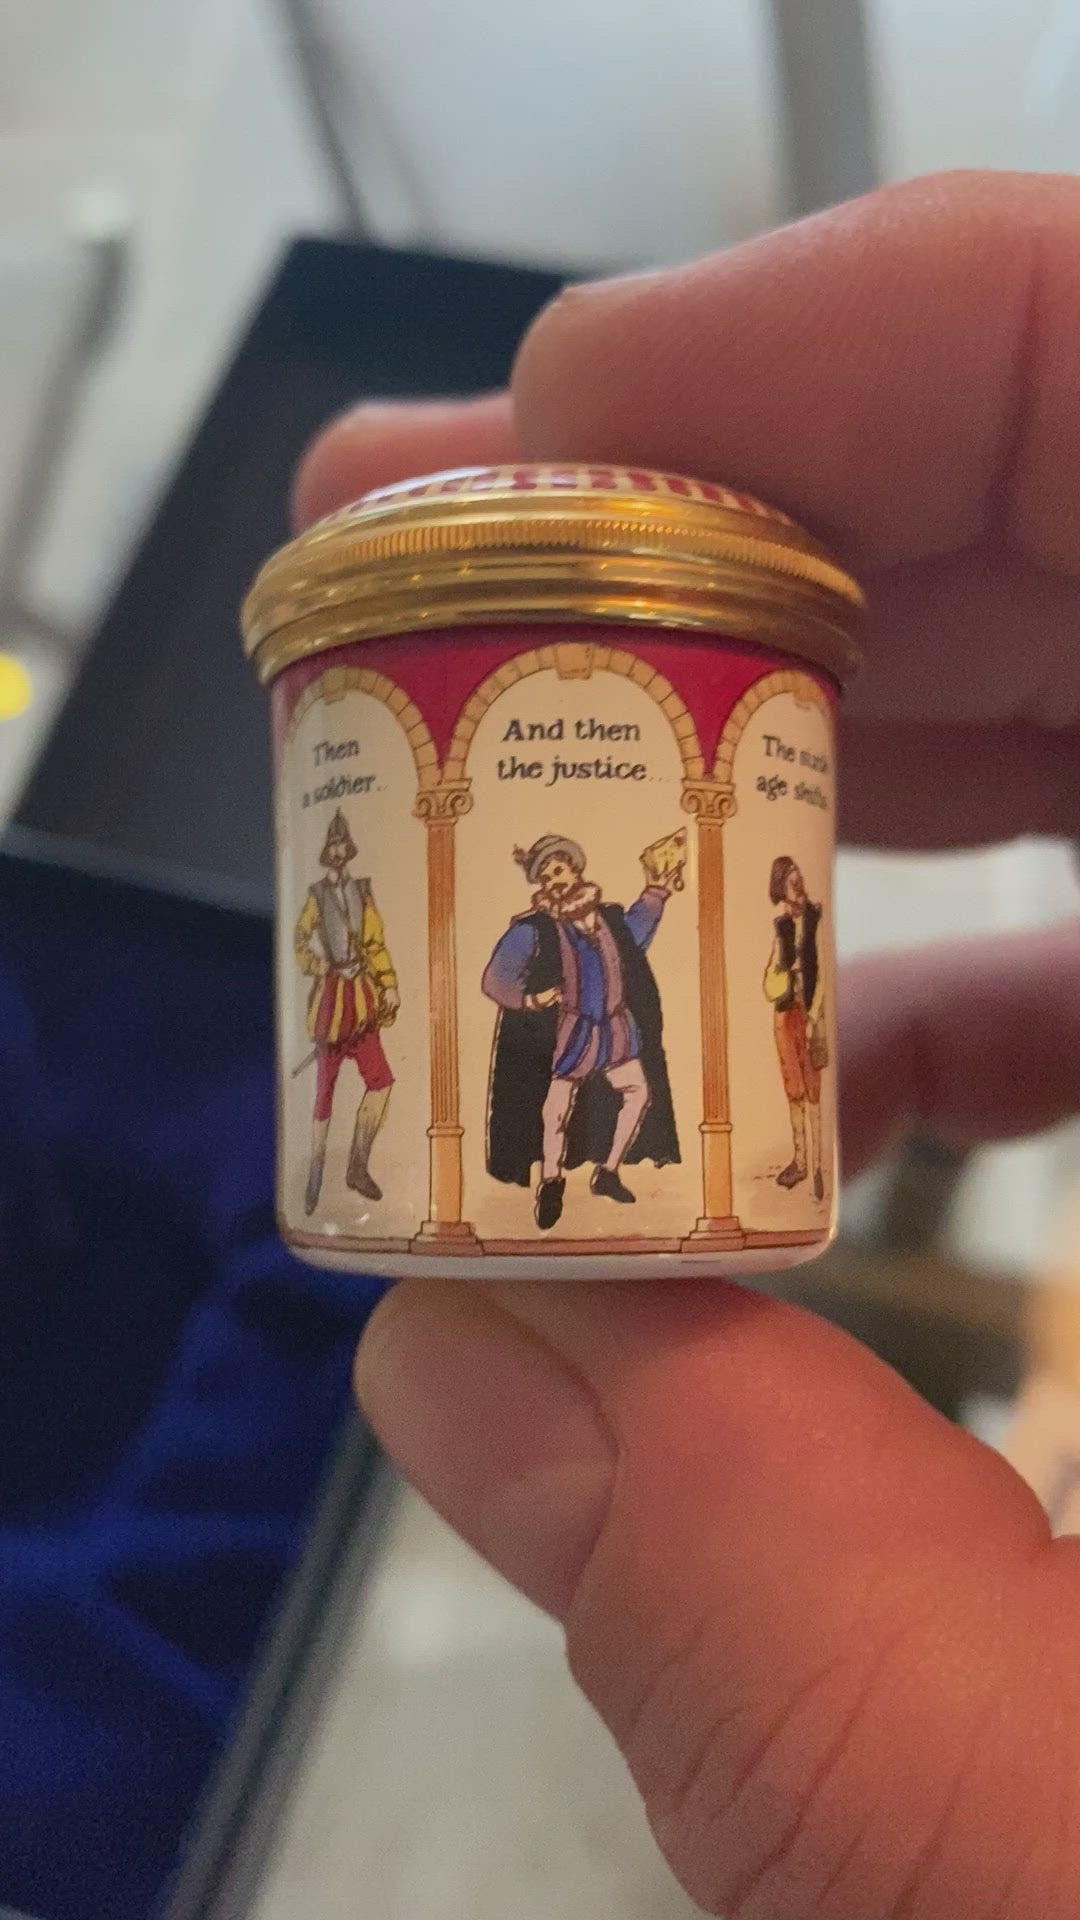 Then
a soldier..
And then
the justice...
The sixth
age shifts